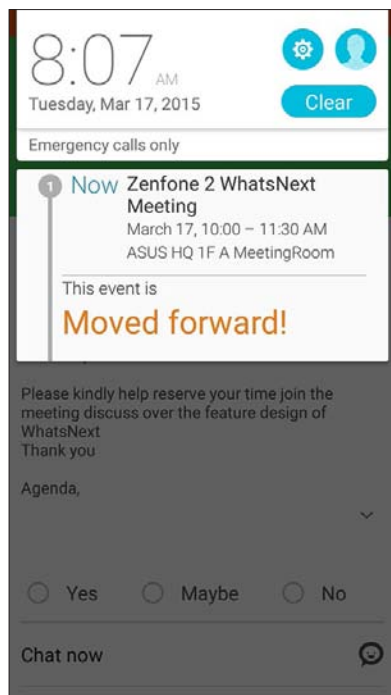 8:07 AM
Tuesday, Mar 17, 2015
Clear
Emergency calls only
1 Now Zenfone 2 WhatsNext
Meeting
March 17, 10:00 – 11:30 AM
ASUS HQ 1F A MeetingRoom
This event is
Moved forward!
Please kindly help reserve your time join the
meeting discuss over the feature design of
WhatsNext
Thank you
Agenda,
Yes
Maybe
No
Chat now